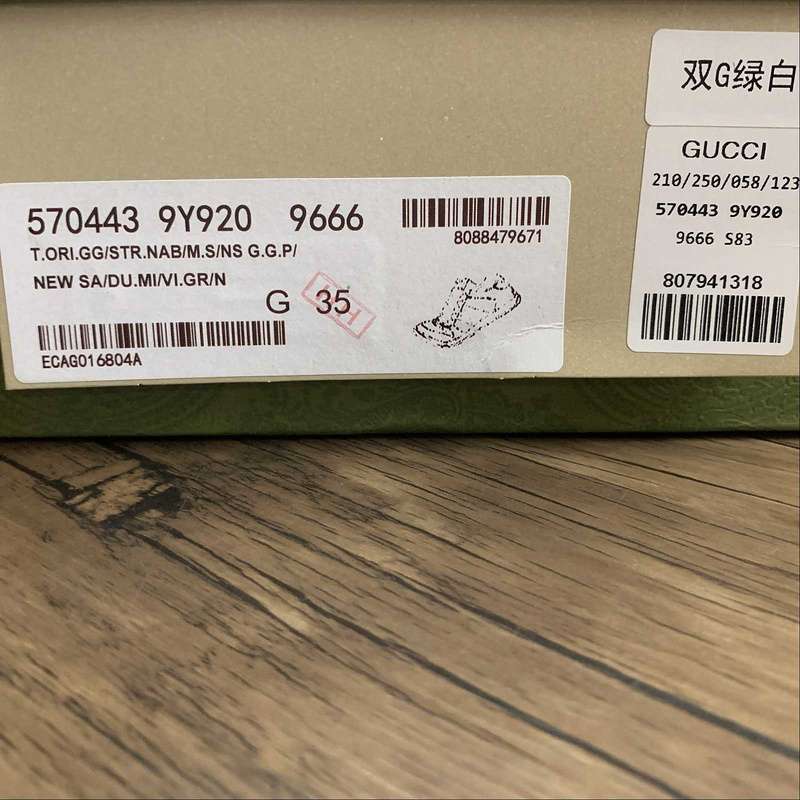 570443 9Y920 9666
8088479671
T.ORI.GG/STR.NAB/M.S/NS G.G.P/
NEW SA/DU.MI/VI.GR/N
G 35
ECAG016804A
双G绿白
GUCCI
210/250/058/123
570443 9Y920
9666 S83
807941318